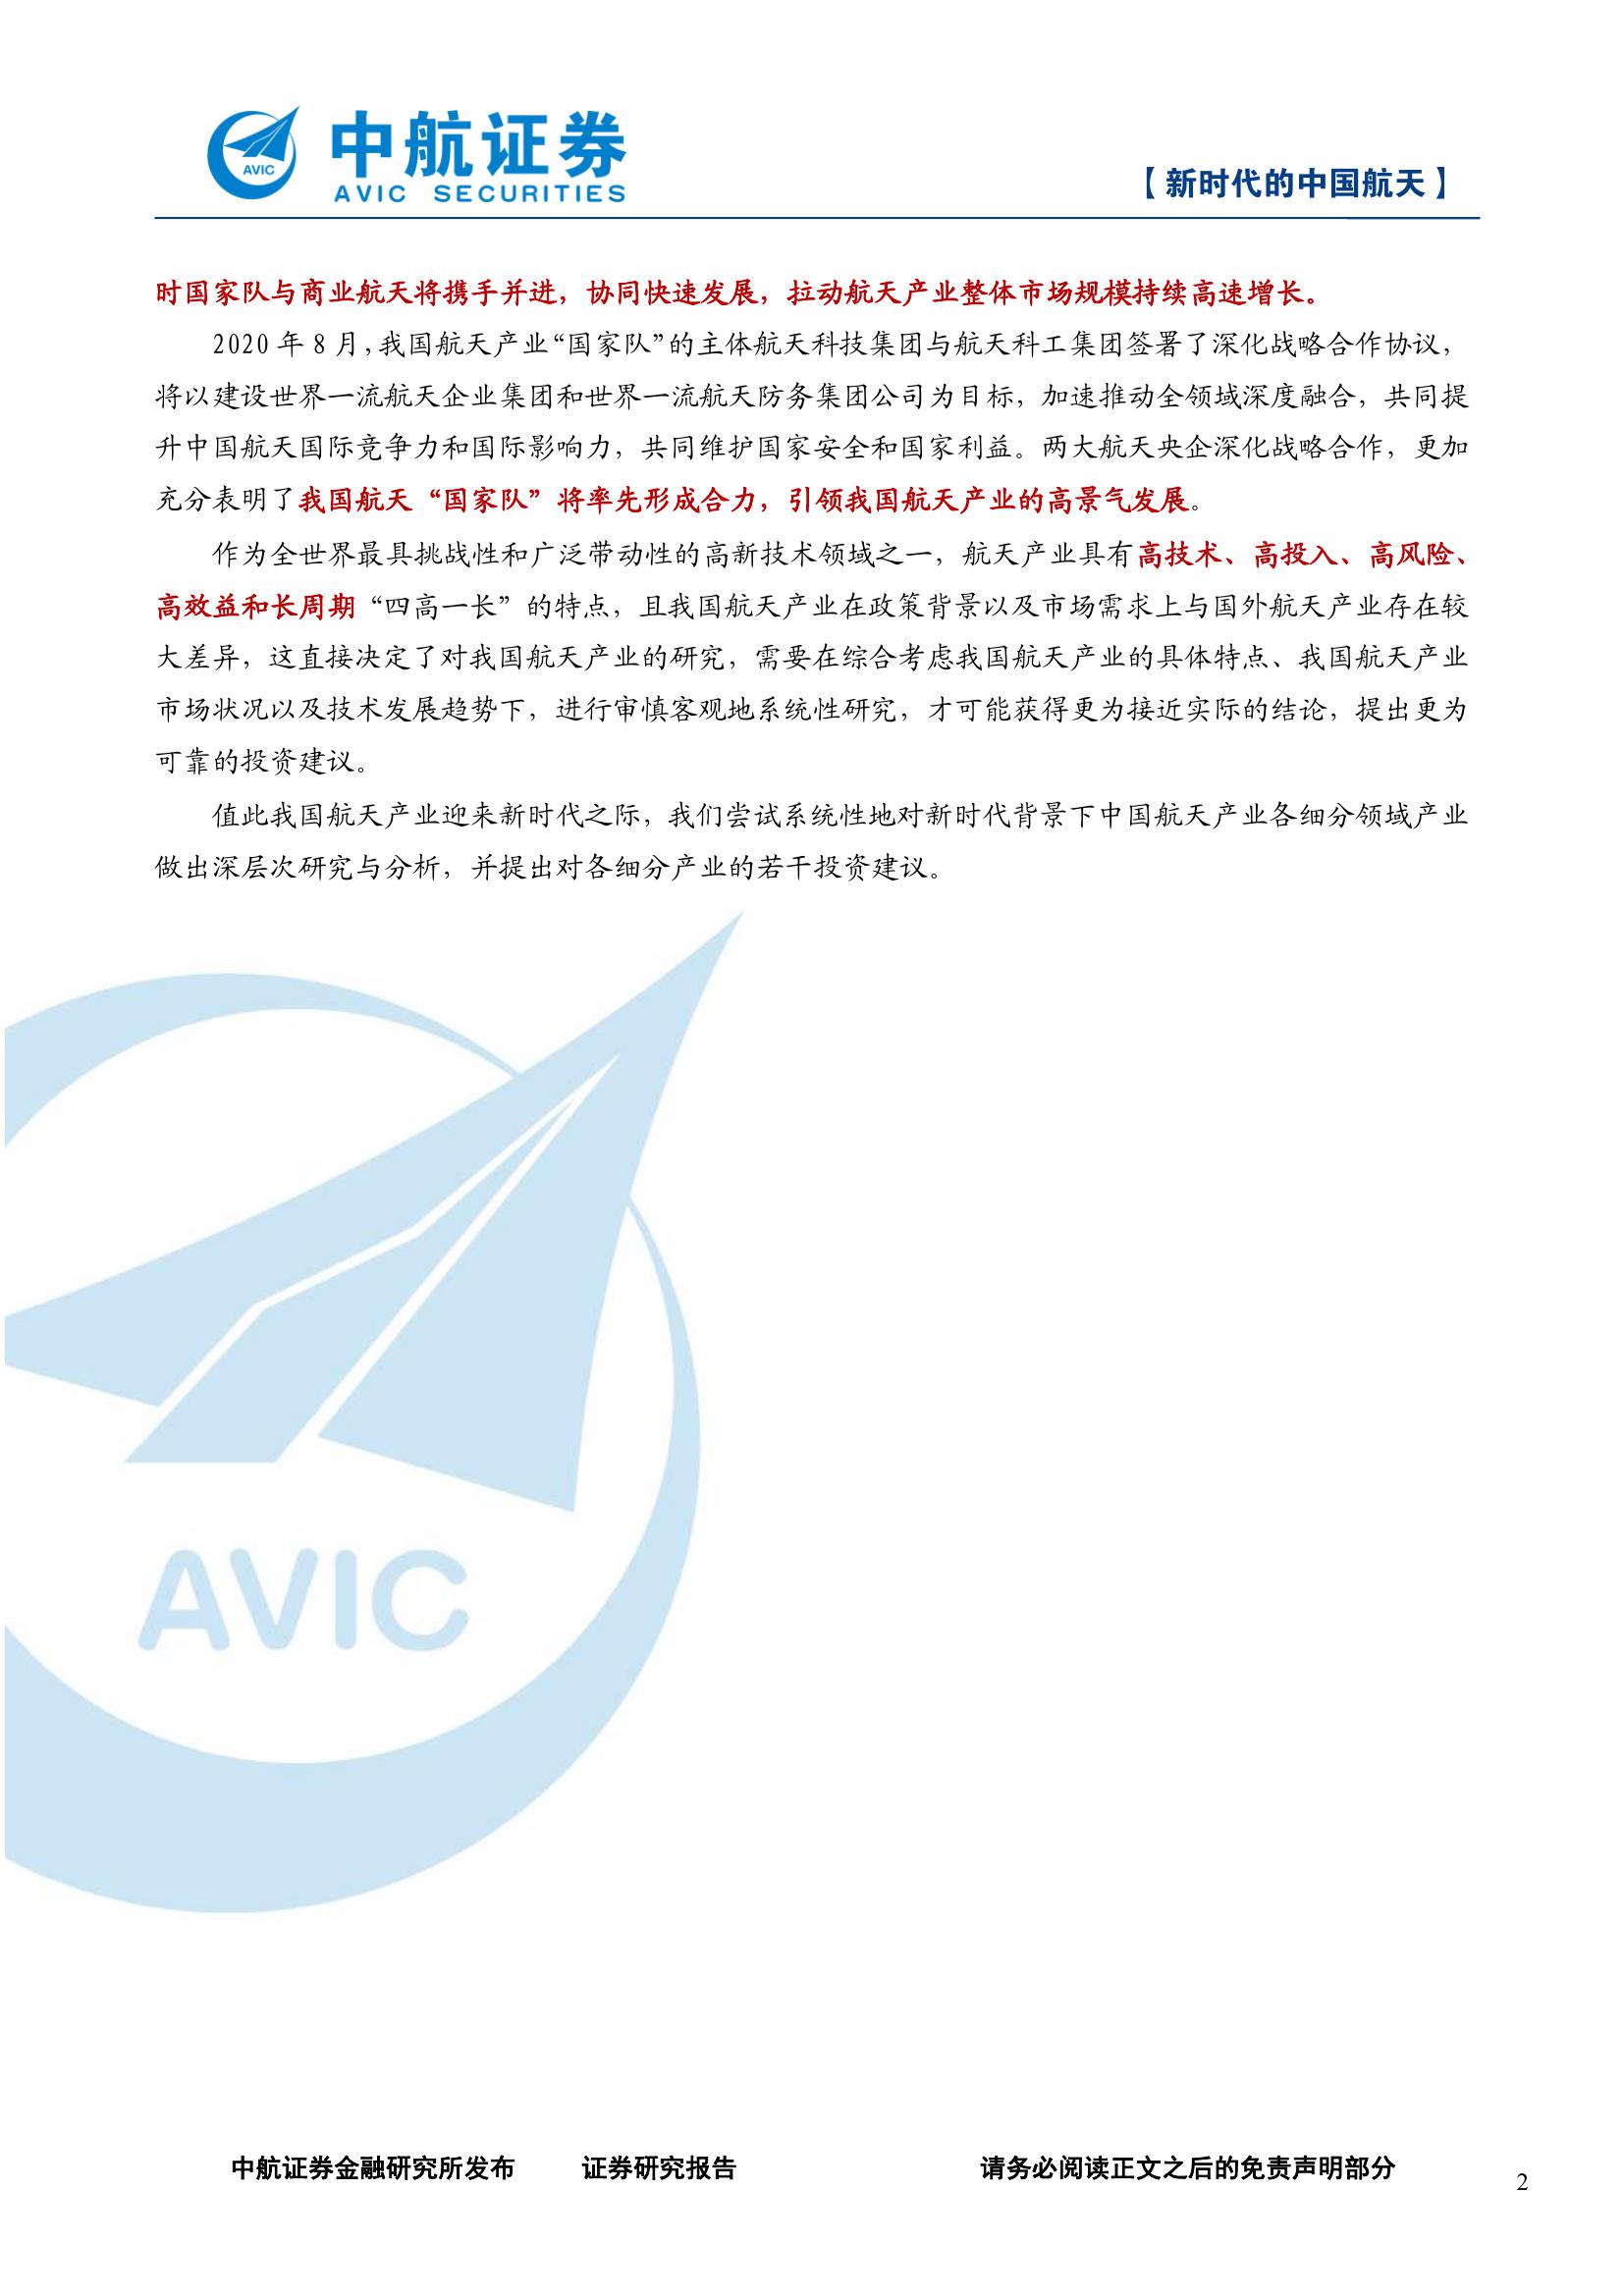 AVIC
中航证券
AVIC SECURITIES
【新时代的中国航天】
时国家队与商业航天将携手并进，协同快速发展，拉动航天产业整体市场规模持续高速增长。
2020 年 8 月，我国航天产业“国家队”的主体航天科技集团与航天科工集团签署了深化战略合作协议，
将以建设世界一流航天企业集团和世界一流航天防务集团公司为目标，加速推动全领域深度融合，共同提
升中国航天国际竞争力和国际影响力，共同维护国家安全和国家利益。两大航天央企深化战略合作，更加
充分表明了我国航天“国家队”将率先形成合力，引领我国航天产业的高景气发展。
作为全世界最具挑战性和广泛带动性的高新技术领域之一，航天产业具有高技术、高投入、高风险、
高效益和长周期“四高一长”的特点，且我国航天产业在政策背景以及市场需求上与国外航天产业存在较
大差异，这直接决定了对我国航天产业的研究，需要在综合考虑我国航天产业的具体特点、我国航天产业
市场状况以及技术发展趋势下，进行审慎客观地系统性研究，才可能获得更为接近实际的结论，提出更为
可靠的投资建议。
值此我国航天产业迎来新时代之际，我们尝试系统性地对新时代背景下中国航天产业各细分领域产业
做出深层次研究与分析，并提出对各细分产业的若干投资建议。
AVIC
中航证券金融研究所发布 证券研究报告 请务必阅读正文之后的免责声明部分
2